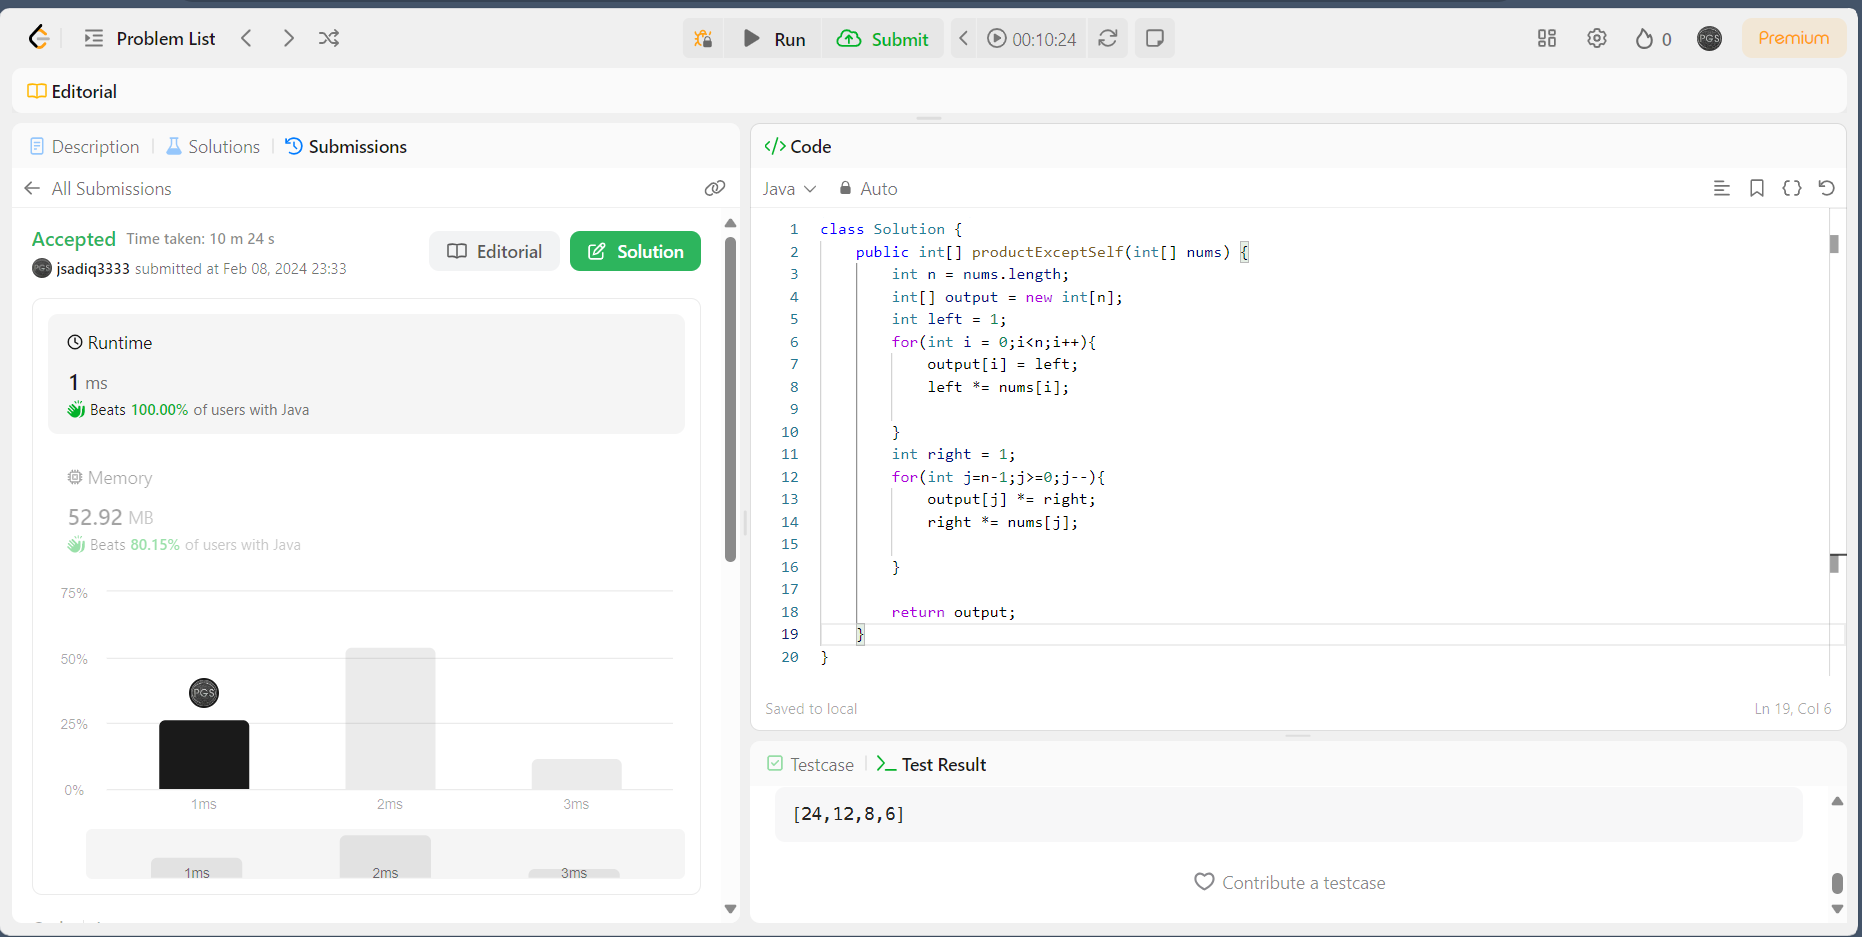 Problem List
Run
Submit
00:10:24
0
PGS
Premium
Editorial
Description
Solutions
Submissions
All Submissions
Accepted Time taken: 10 m 24 s
PGS jsadiq3333 submitted at Feb 08, 2024 23:33
Editorial
Solution
Runtime
1 ms
Beats 100.00% of users with Java
Memory
52.92 MB
Beats 80.15% of users with Java
75%
50%
25%
0%
PGS
1ms 2ms 3ms
1ms 2ms 3ms
</> Code
Java Auto
1 class Solution {
2 public int[] productExceptSelf(int[] nums) {
3 int n = nums.length;
4 int[] output = new int[n];
5 int left = 1;
6 for(int i = 0;i<n;i++){
7 output[i] = left;
8 left *= nums[i];
9
10 }
11 int right = 1;
12 for(int j=n-1;j>=0;j--){
13 output[j] *= right;
14 right *= nums[j];
15
16 }
17
18 return output;
19 }
20 }
Saved to local
Ln 19, Col 6
Testcase
Test Result
[24,12,8,6]
Contribute a testcase